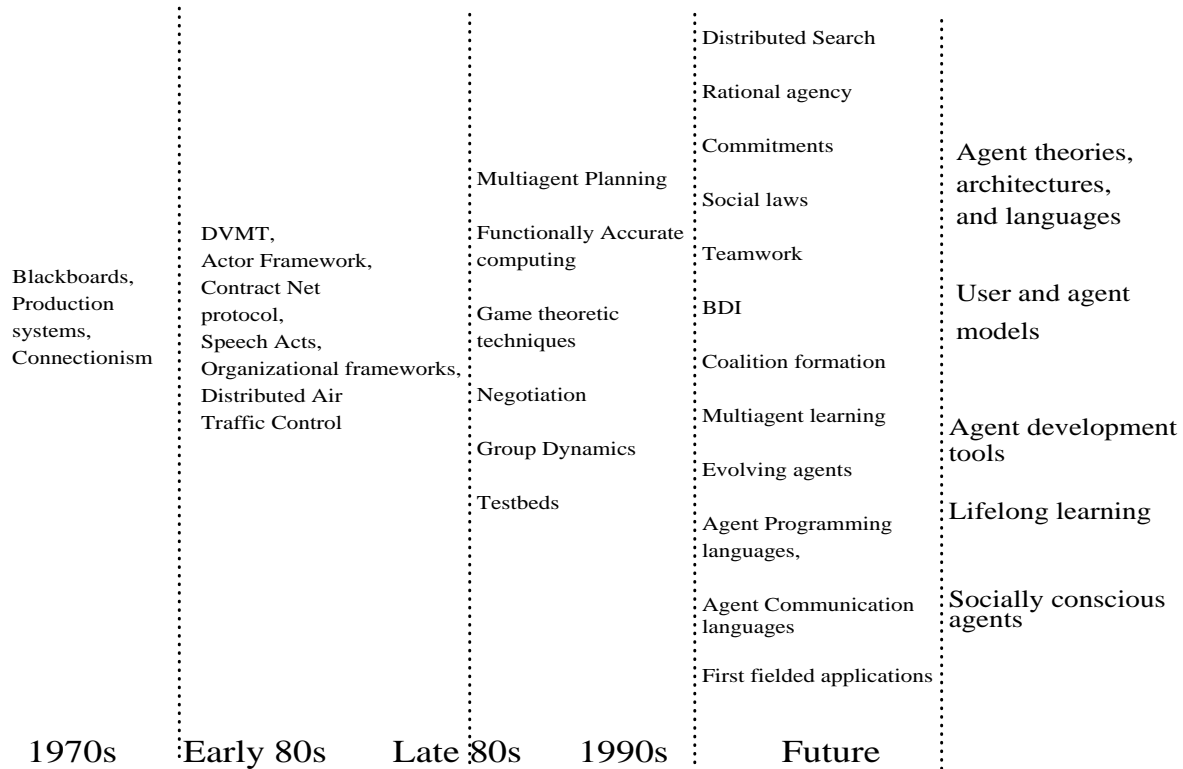 Blackboards,
Production
systems,
Connectionism
DVMT,
Actor Framework,
Contract Net
protocol,
Speech Acts,
Organizational frameworks,
Distributed Air
Traffic Control
Multiagent Planning
Functionally Accurate
computing
Game theoretic
techniques
Negotiation
Group Dynamics
Testbeds
Distributed Search
Rational agency
Commitments
Social laws
Teamwork
BDI
Coalition formation
Multiagent learning
Evolving agents
Agent Programming
languages,
Agent Communication
languages
First fielded applications
Agent theories,
architectures,
and languages
User and agent
models
Agent development
tools
Lifelong learning
Socially conscious
agents
1970s Early 80s Late 80s 1990s Future